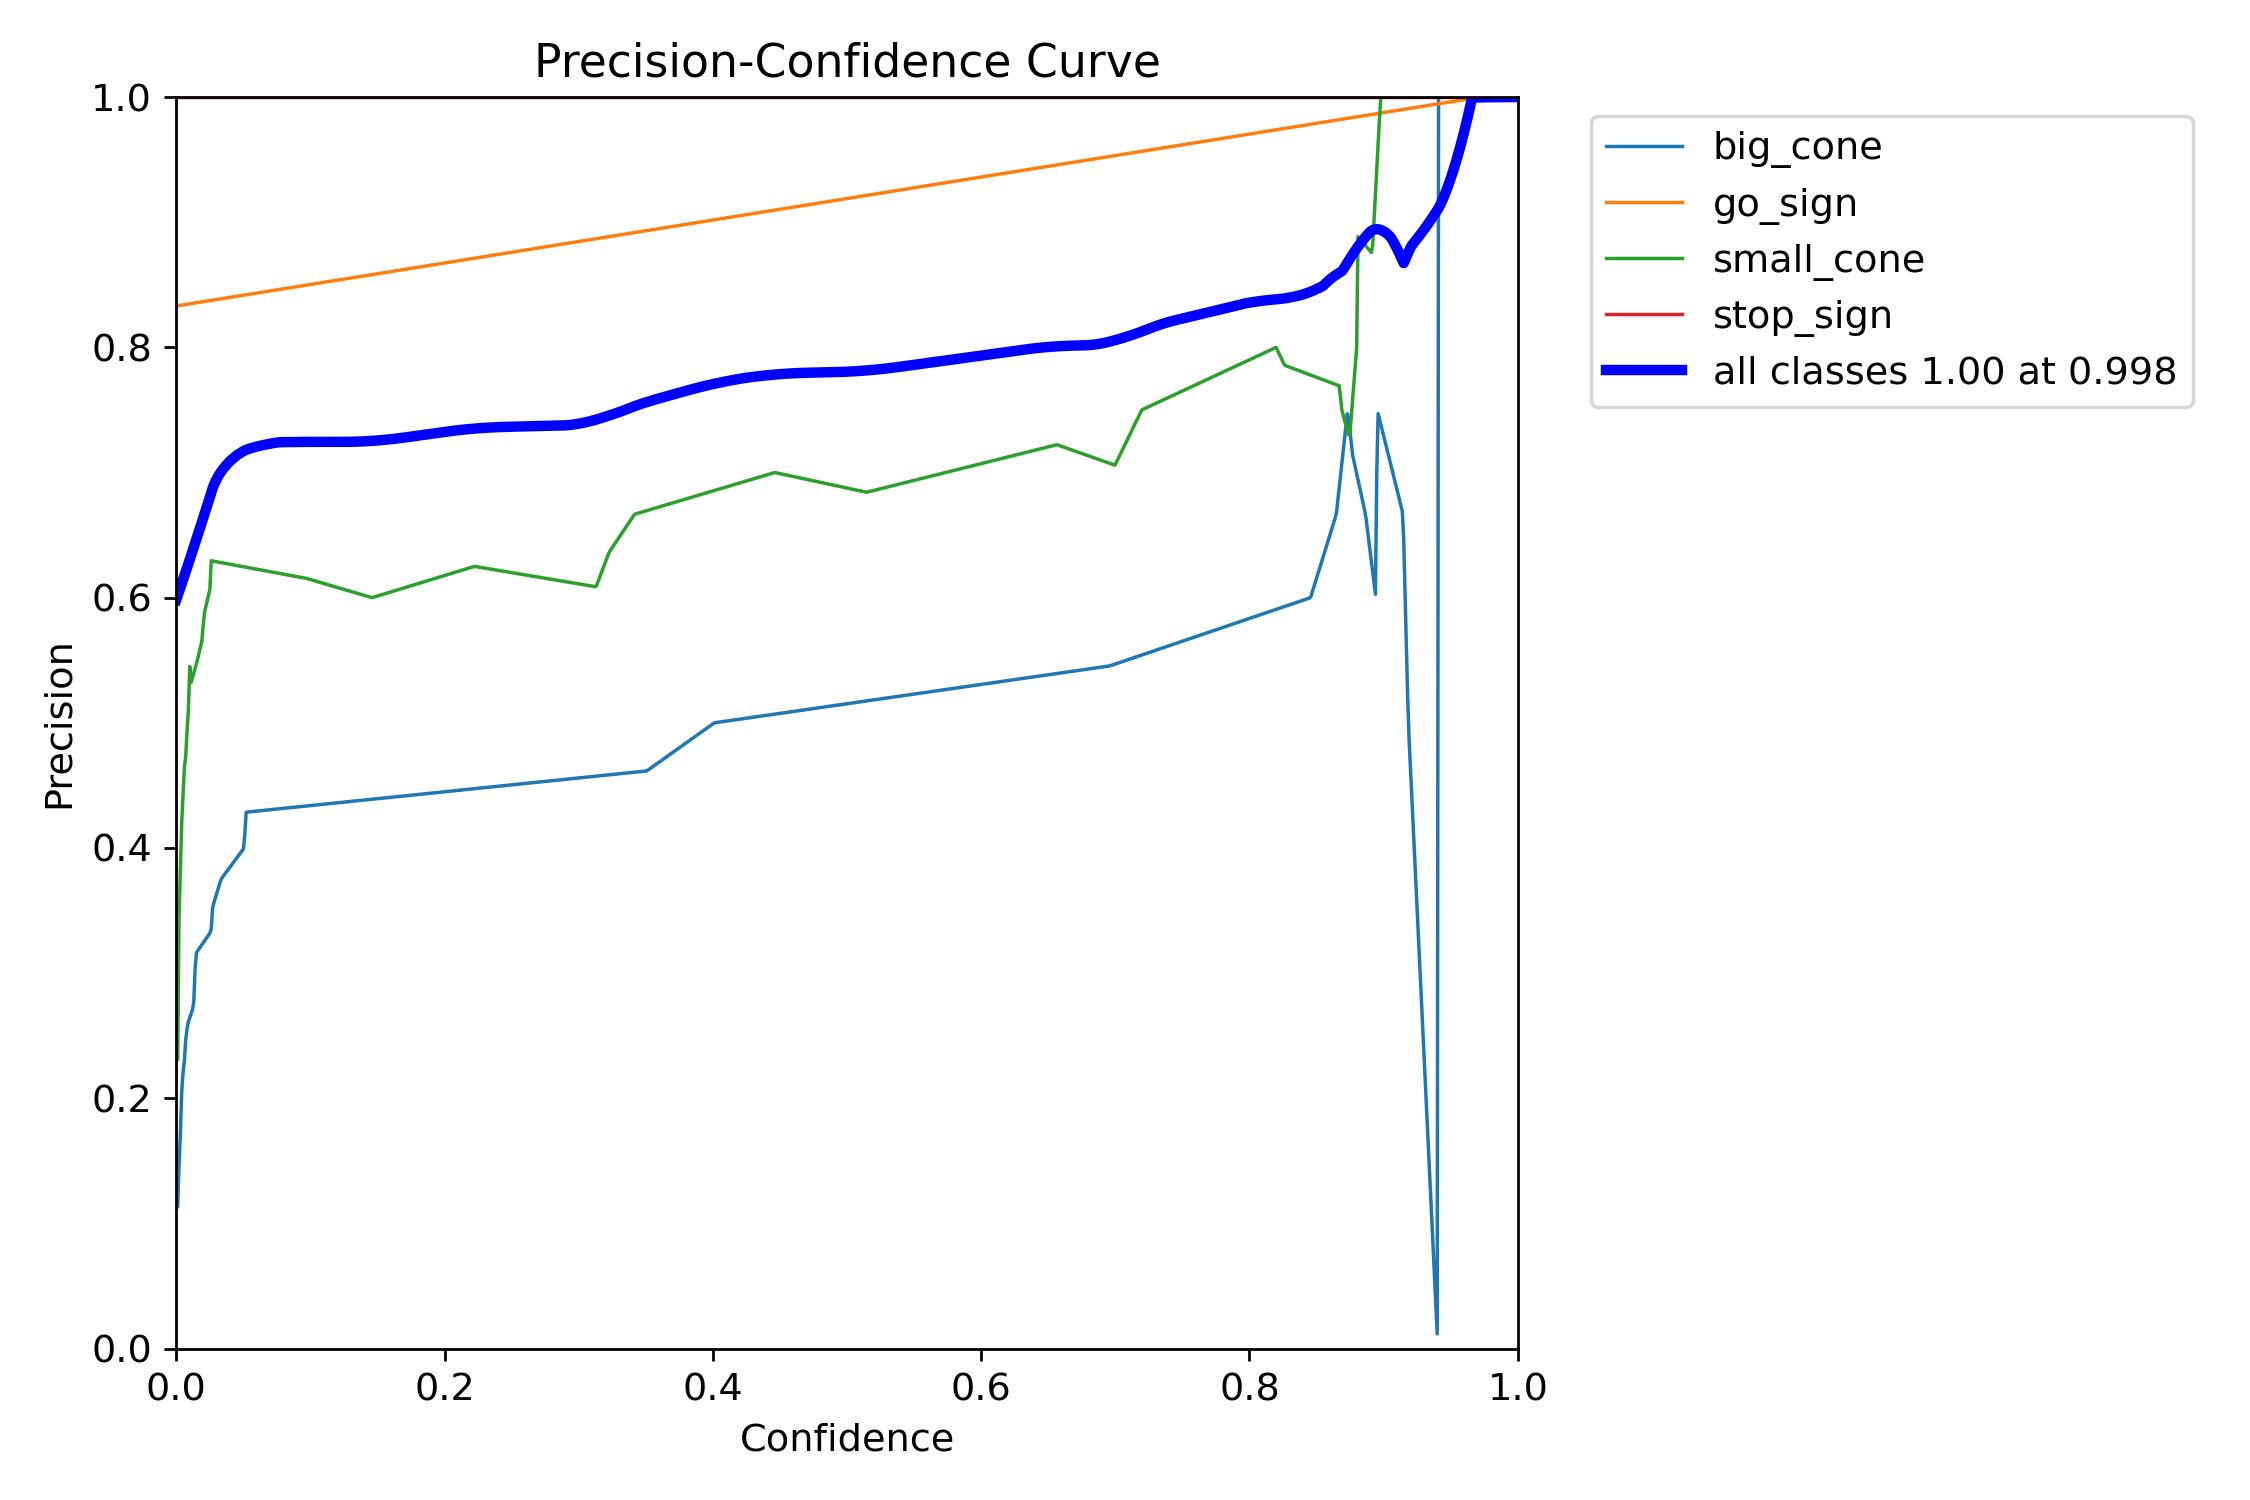 Precision-Confidence Curve
1.0
0.8
0.6
0.4
0.2
0.0
Precision
0.0 0.2 0.4 0.6 0.8 1.0
Confidence
big_cone
go_sign
small_cone
stop_sign
all classes 1.00 at 0.998